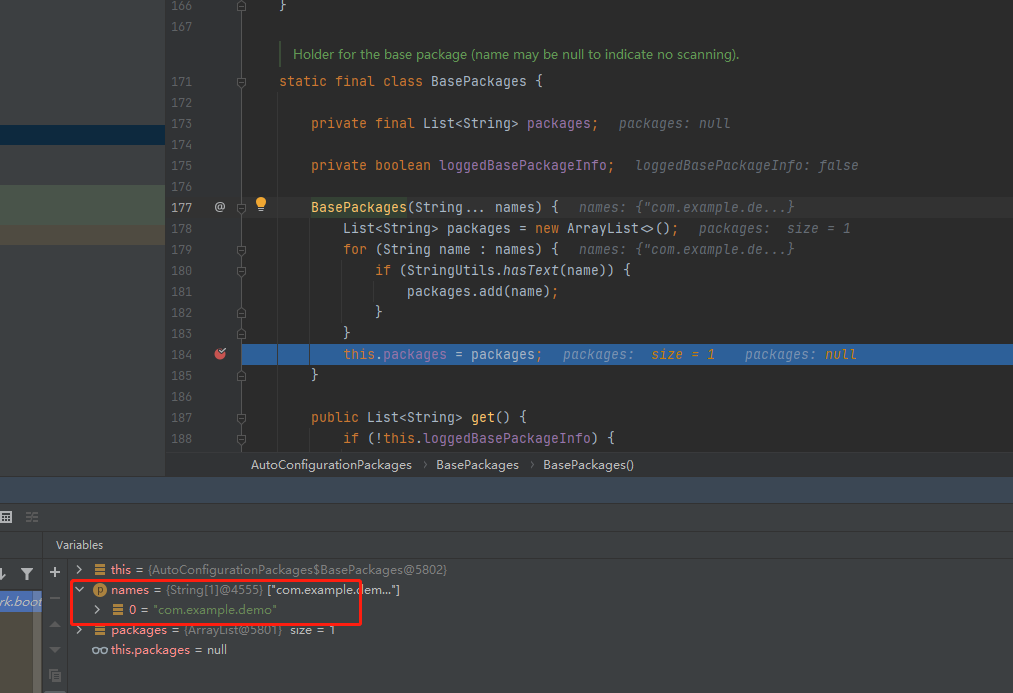 166 }
167
Holder for the base package (name may be null to indicate no scanning).
171 static final class BasePackages {
172
173 private final List<String> packages; packages: null
174
175 private boolean loggedBasePackageInfo; loggedBasePackageInfo: false
176
177 @ BasePackages(String... names) { names: {"com.example.de...}
178 List<String> packages = new ArrayList<>(); packages: size = 1
179 for (String name : names) { names: {"com.example.de...}
180 if (StringUtils.hasText(name)) {
181 packages.add(name);
182 }
183 }
184 this.packages = packages; packages: size = 1 packages: null
185 }
186
187 public List<String> get() {
188 if (!this.loggedBasePackageInfo) {
AutoConfigurationPackages › BasePackages › BasePackages()
Variables
this = {AutoConfigurationPackages$BasePackages@5802}
names = {String[1]@4555} ["com.example.dem..."]
rk.boot
0 = "com.example.demo"
packages = {ArrayList@5801} size = 1
this.packages = null